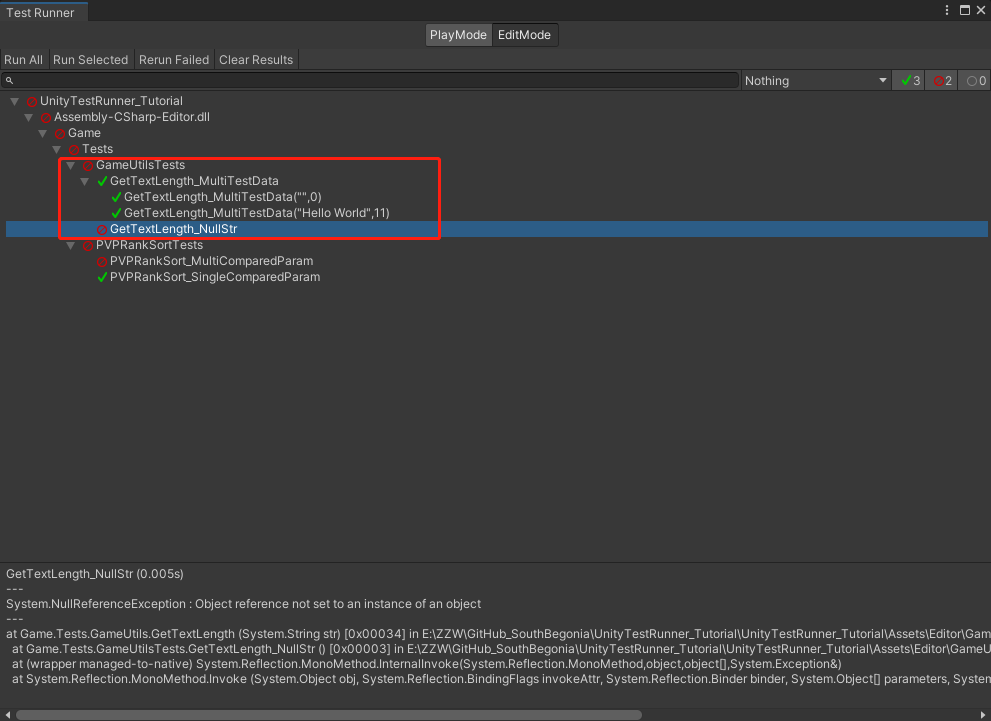 Test Runner
PlayMode EditMode
Run All Run Selected Rerun Failed Clear Results
Nothing 3 2 0
UnityTestRunner_Tutorial
Assembly-CSharp-Editor.dll
Game
Tests
GameUtilsTests
GetTextLength_MultiTestData
GetTextLength_MultiTestData("",0)
GetTextLength_MultiTestData("Hello World",11)
GetTextLength_NullStr
PVPRankSortTests
PVPRankSort_MultiComparedParam
PVPRankSort_SingleComparedParam
GetTextLength_NullStr (0.005s)
---
System.NullReferenceException : Object reference not set to an instance of an object
---
at Game.Tests.GameUtils.GetTextLength (System.String str) [0x00034] in E:\ZZW\GitHub_SouthBegonia\UnityTestRunner_Tutorial\UnityTestRunner_Tutorial\Assets\Editor\Gam
at Game.Tests.GameUtilsTests.GetTextLength_NullStr () [0x00003] in E:\ZZW\GitHub_SouthBegonia\UnityTestRunner_Tutorial\UnityTestRunner_Tutorial\Assets\Editor\GameU
at (wrapper managed-to-native) System.Reflection.MonoMethod.InternalInvoke(System.Reflection.MonoMethod,object,object[],System.Exception&)
at System.Reflection.MonoMethod.Invoke (System.Object obj, System.Reflection.BindingFlags invokeAttr, System.Reflection.Binder binder, System.Object[] parameters, System